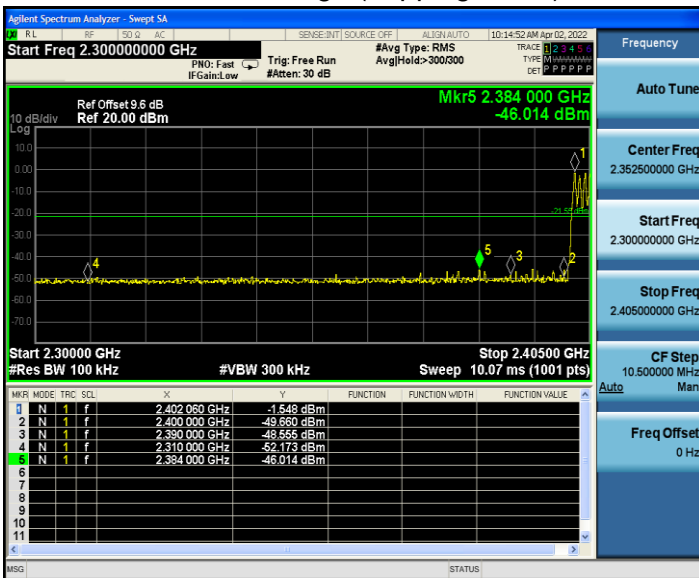 Agilent Spectrum Analyzer - Swept SA
RL RF 50 Ω AC SENSE:INT SOURCE OFF ALIGN AUTO 10:14:52 AM Apr 02, 2022
Start Freq 2.300000000 GHz
PNO: Fast
IFGain:Low
Trig: Free Run
#Atten: 30 dB
#Avg Type: RMS
Avg|Hold:>300/300
TRACE 1 2 3 4 5 6
TYPE M
DET P P P P P P
Ref Offset 9.6 dB
Ref 20.00 dBm
10 dB/div
Log
Mkr5 2.384 000 GHz
-46.014 dBm
10.0
0.00
-10.0
-20.0
-30.0
-40.0
-50.0
-60.0
-70.0
1
-21.55 dBm
4
5
3
2
Start 2.30000 GHz
Stop 2.40500 GHz
#Res BW 100 kHz
#VBW 300 kHz
Sweep 10.07 ms (1001 pts)
MKR MODE TRC SCL X Y FUNCTION FUNCTION WIDTH FUNCTION VALUE
1 N 1 f 2.402 060 GHz -1.548 dBm
2 N 1 f 2.400 000 GHz -49.660 dBm
3 N 1 f 2.390 000 GHz -48.555 dBm
4 N 1 f 2.310 000 GHz -52.173 dBm
5 N 1 f 2.384 000 GHz -46.014 dBm
6
7
8
9
10
11
MSG
STATUS
Frequency
Auto Tune
Center Freq
2.352500000 GHz
Start Freq
2.300000000 GHz
Stop Freq
2.405000000 GHz
CF Step
10.500000 MHz
Auto Man
Freq Offset
0 Hz